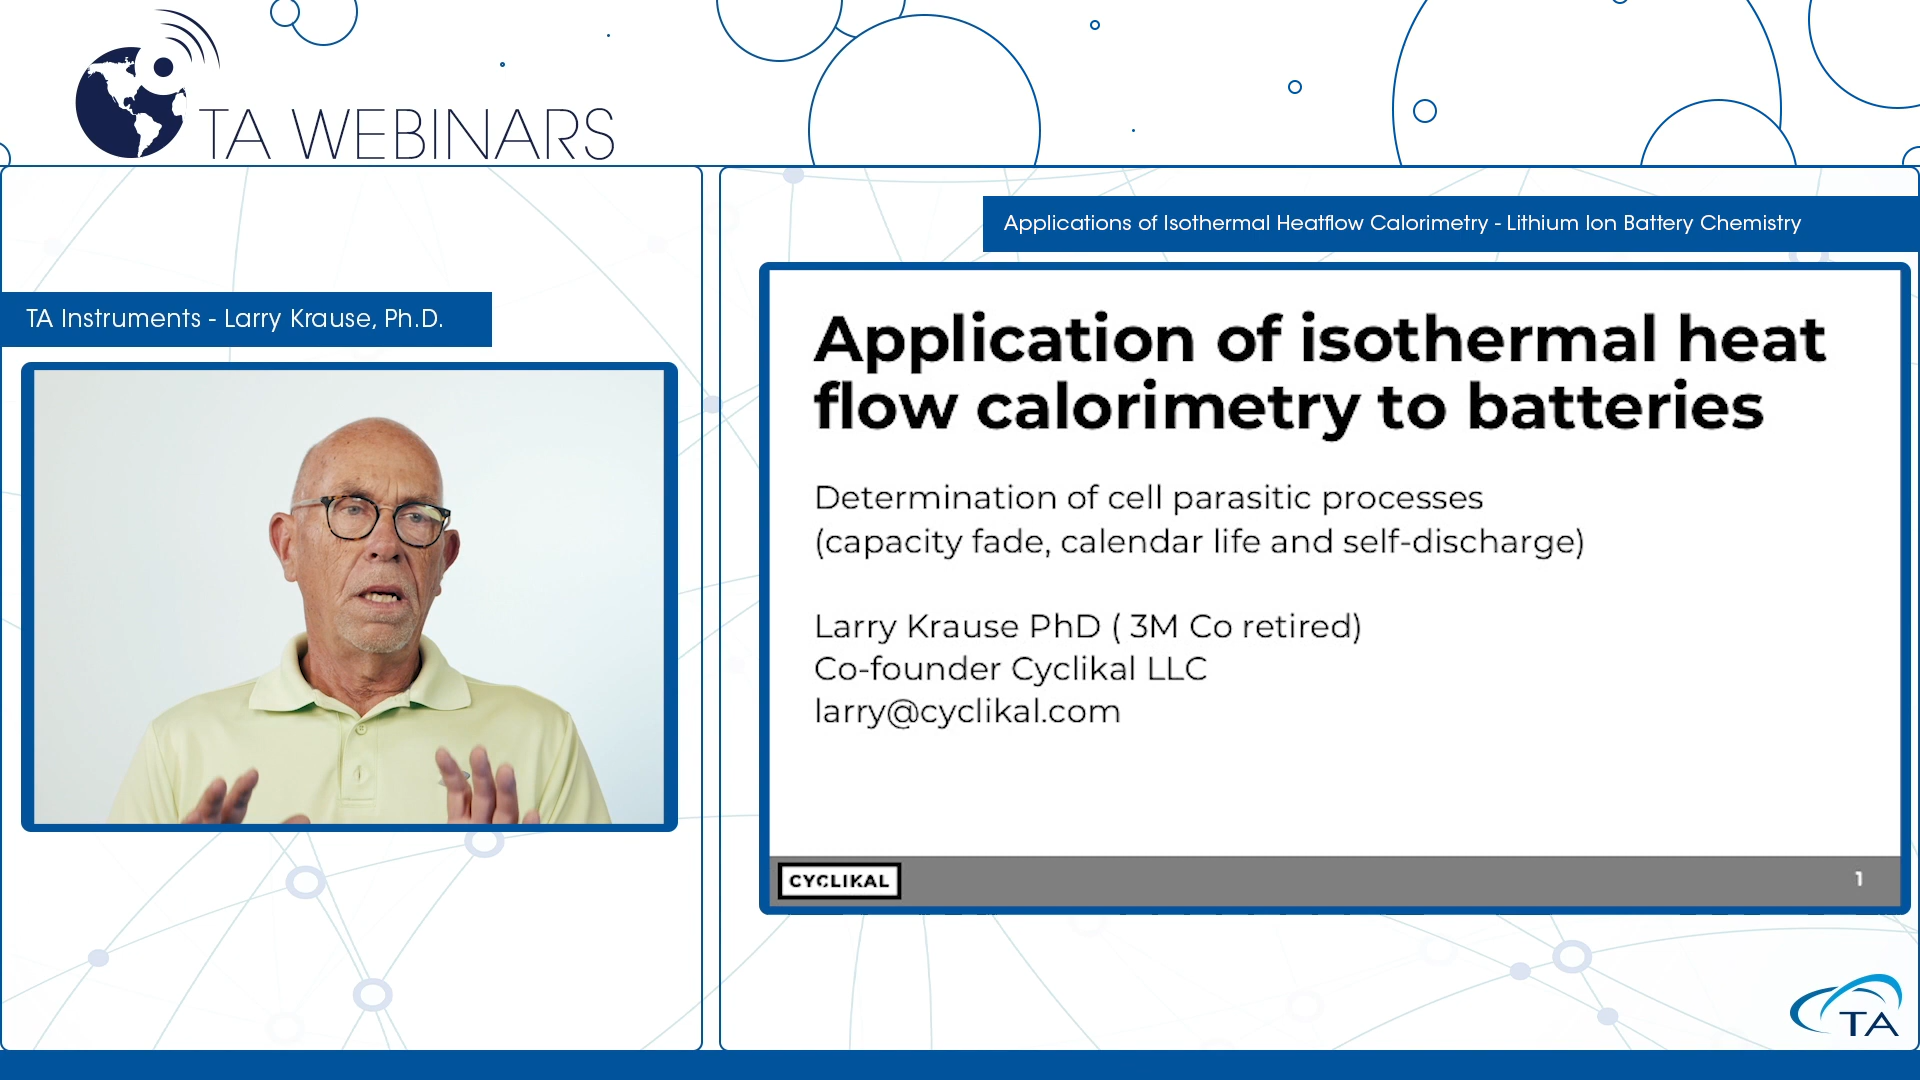 TA WEBINARS
TA Instruments - Larry Krause, Ph.D.
Applications of Isothermal Heatflow Calorimetry - Lithium Ion Battery Chemistry
Application of isothermal heat
flow calorimetry to batteries
Determination of cell parasitic processes
(capacity fade, calendar life and self-discharge)
Larry Krause PhD ( 3M Co retired)
Co-founder Cyclikal LLC
larry@cyclikal.com
CYCLIKAL
1
TA